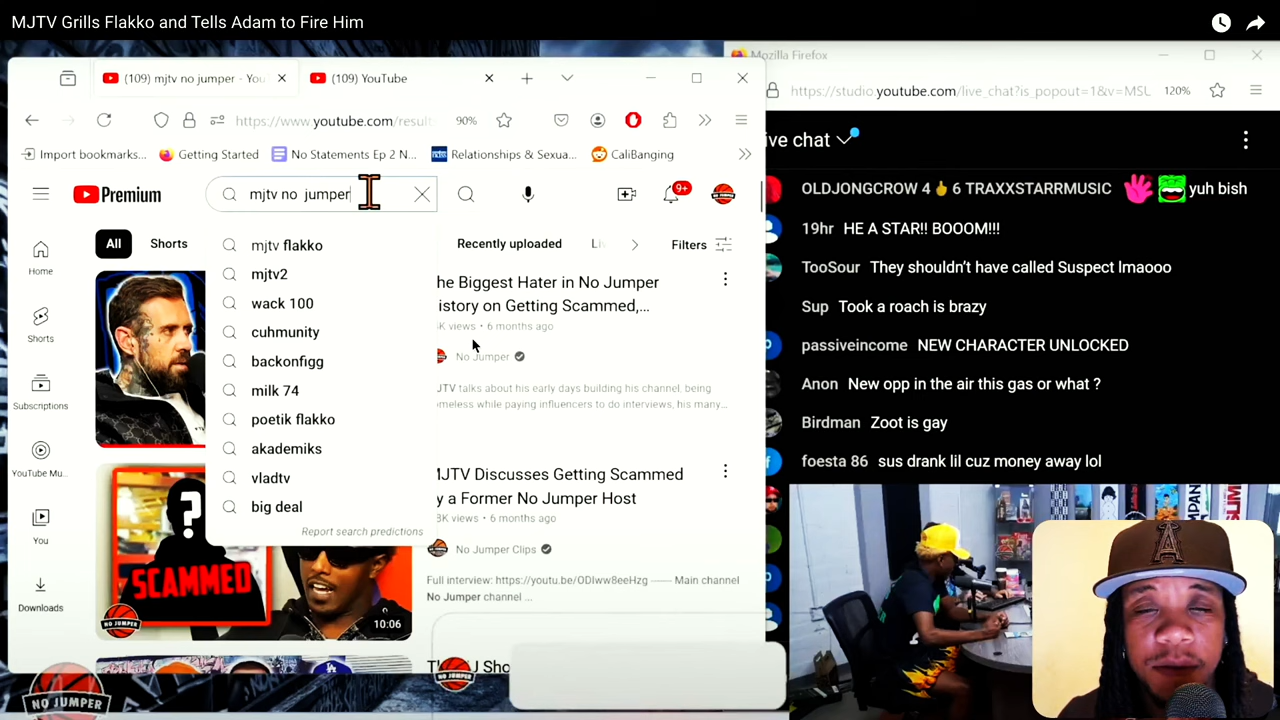 MJTV Grills Flakko and Tells Adam to Fire Him
Mozilla Firefox
(109) mjtv no jumper - You
(109) YouTube
https://www.youtube.com/result
90%
https://studio.youtube.com/live_chat?is_popout=1&v=MSU
120%
Import bookmarks...
Getting Started
No Statements Ep 2 N...
Relationships & Sexua...
CaliBanging
ive chat
Premium
mjtv no jumper
9+
All
Shorts
Recently uploaded
Filters
mjtv flakko
mjtv2
wack 100
cuhmunity
backonfigg
milk 74
poetik flakko
akademiks
vladtv
big deal
Report search predictions
Home
Shorts
Subscriptions
YouTube Mu...
You
Downloads
he Biggest Hater in No Jumper
istory on Getting Scammed,...
K views • 6 months ago
No Jumper
JTV talks about his early days building his channel, being
meless while paying influencers to do interviews, his many...
MJTV Discusses Getting Scammed
y a Former No Jumper Host
K views • 6 months ago
No Jumper Clips
Full interview: https://youtu.be/ODIww8eeHzg —— Main channel
No Jumper channel ...
?
SCAMMED
10:06
J Sho
NO JUMPER
OLDJONGCROW 4👆6 TRAXXSTARRMUSIC yuh bish
19hr HE A STAR!! BOOOM!!!
TooSour They shouldn’t have called Suspect lmaooo
Sup Took a roach is brazy
passiveincome NEW CHARACTER UNLOCKED
Anon New opp in the air this gas or what ?
Birdman Zoot is gay
foesta 86 sus drank lil cuz money away lol
A